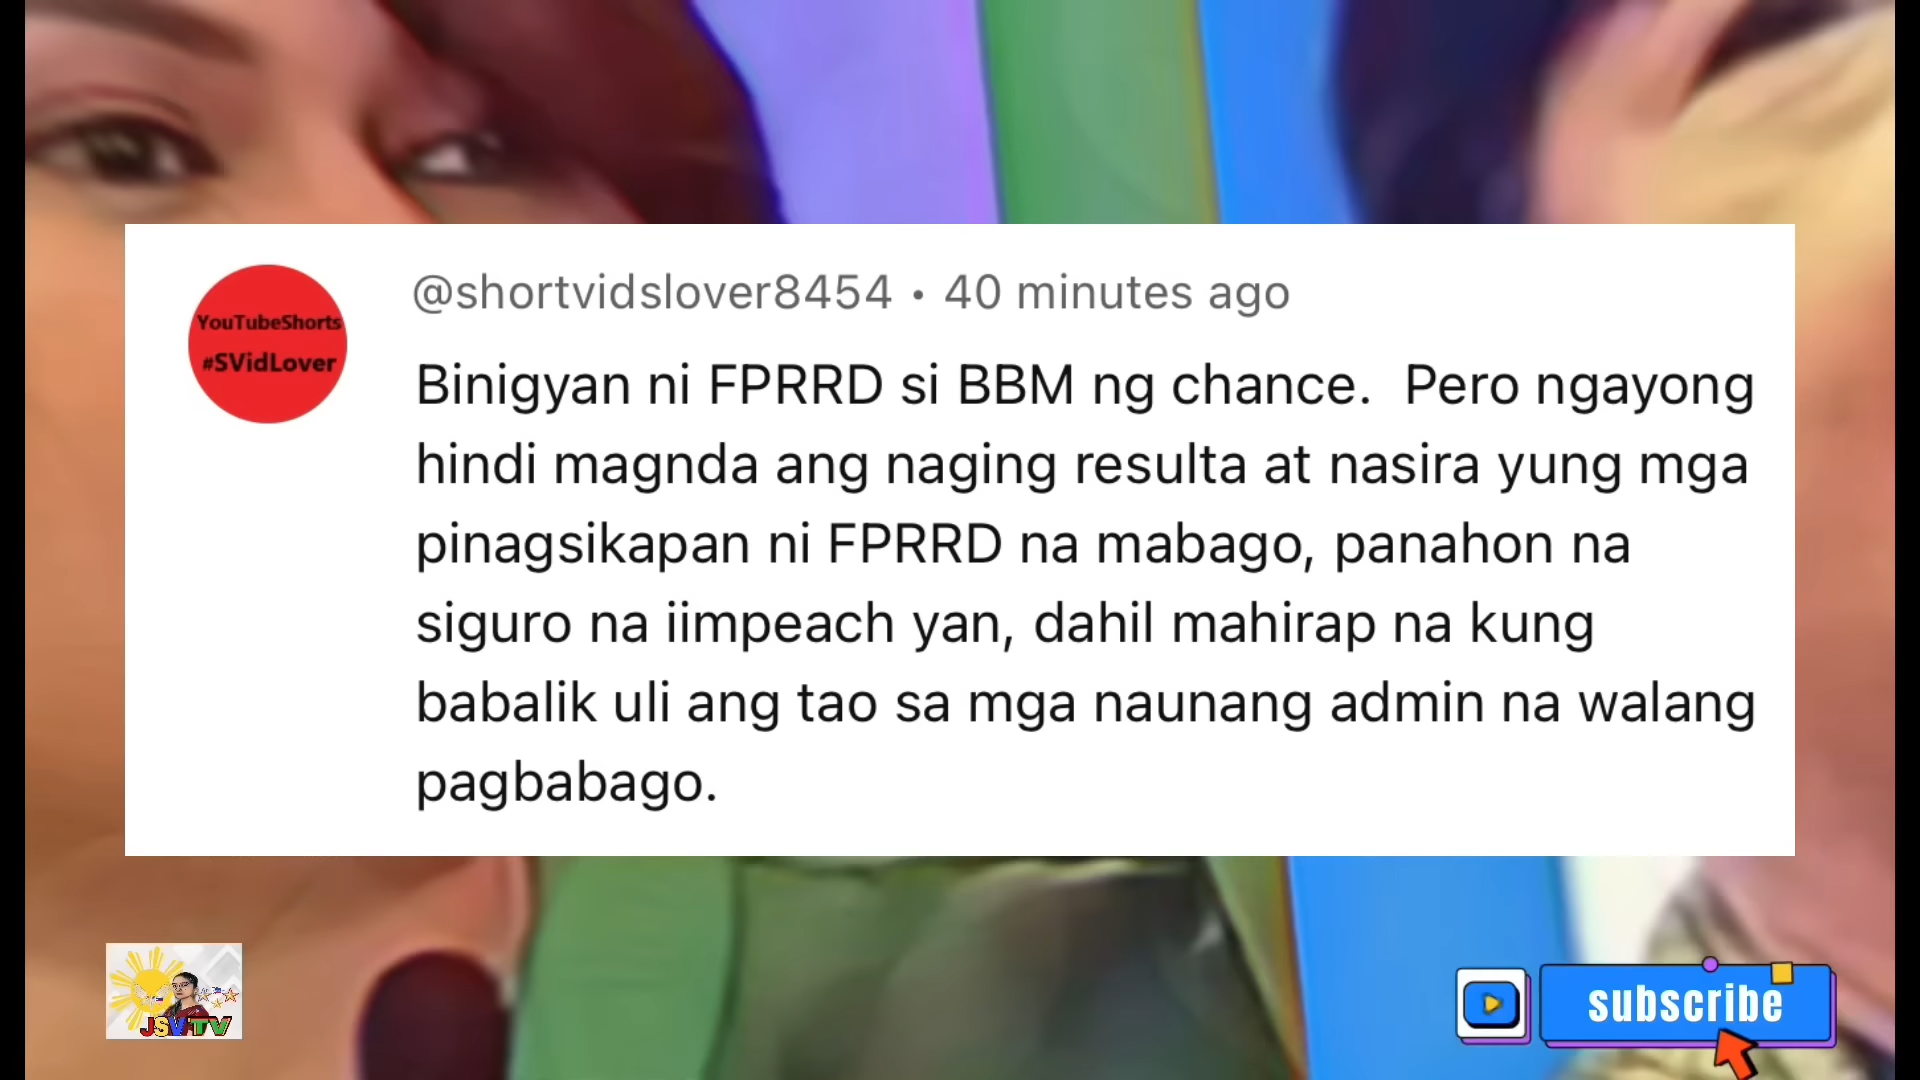 YouTubeShorts
#SVidLover
@shortvidslover8454 • 40 minutes ago
Binigyan ni FPRRD si BBM ng chance.  Pero ngayong
hindi magnda ang naging resulta at nasira yung mga
pinagsikapan ni FPRRD na mabago, panahon na
siguro na iimpeach yan, dahil mahirap na kung
babalik uli ang tao sa mga naunang admin na walang
pagbabago.
JSV TV
subscribe